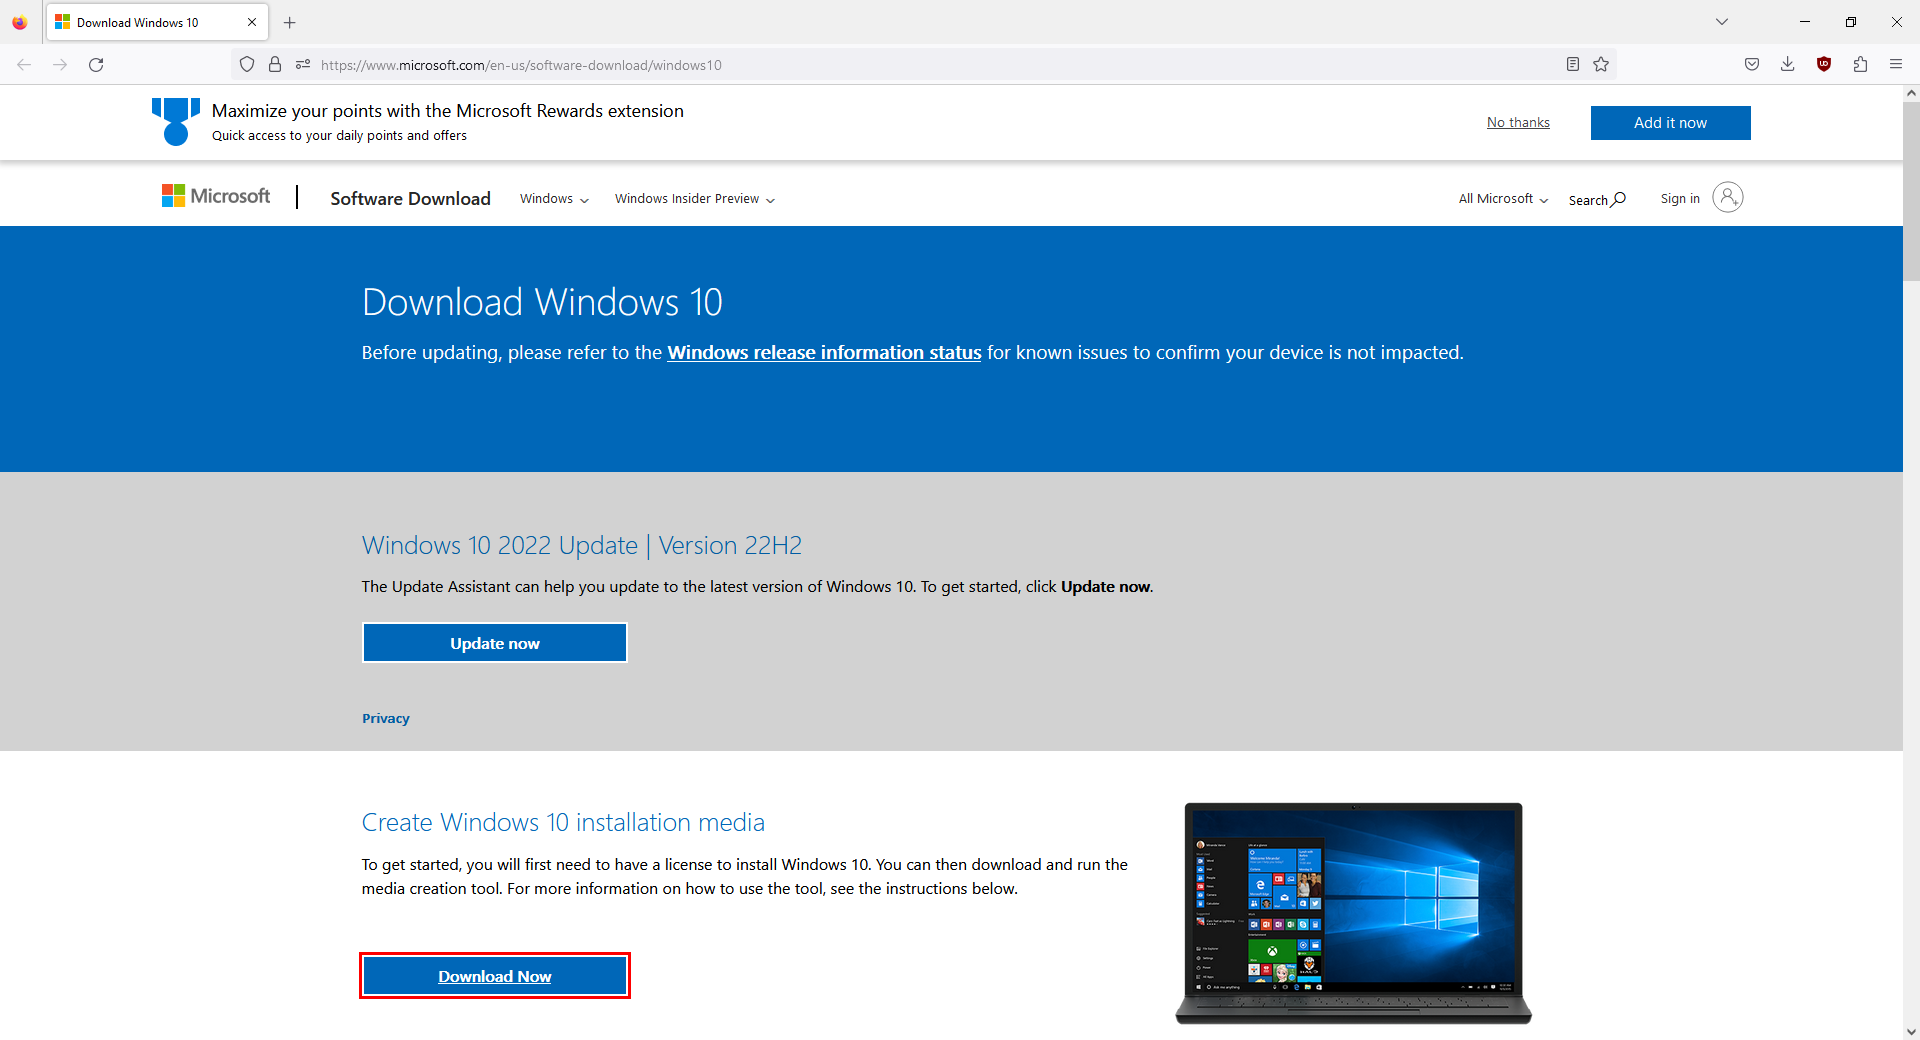 Download Windows 10
https://www.microsoft.com/en-us/software-download/windows10
Maximize your points with the Microsoft Rewards extension
Quick access to your daily points and offers
No thanks
Add it now
Microsoft
Software Download
Windows
Windows Insider Preview
All Microsoft
Search
Sign in
Download Windows 10
Before updating, please refer to the Windows release information status for known issues to confirm your device is not impacted.
Windows 10 2022 Update | Version 22H2
The Update Assistant can help you update to the latest version of Windows 10. To get started, click Update now.
Update now
Privacy
Create Windows 10 installation media
To get started, you will first need to have a license to install Windows 10. You can then download and run the
media creation tool. For more information on how to use the tool, see the instructions below.
Download Now